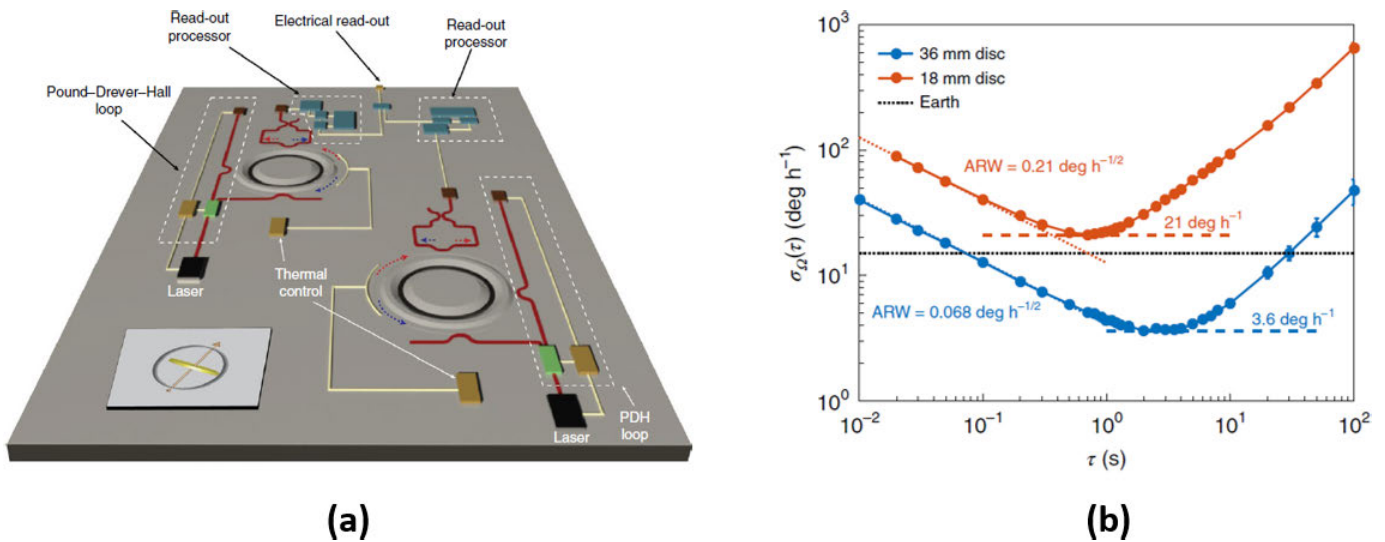 Read-out
processor
Electrical read-out
Read-out
processor
Pound–Drever–Hall
loop
Laser
Thermal
control
Laser
PDH
loop
(a)
σΩ(τ) (deg h⁻¹)
10³
10²
10¹
10⁰
36 mm disc
18 mm disc
Earth
ARW = 0.21 deg h⁻¹/²
21 deg h⁻¹
ARW = 0.068 deg h⁻¹/²
3.6 deg h⁻¹
10⁻² 10⁻¹ 10⁰ 10¹ 10²
τ (s)
(b)